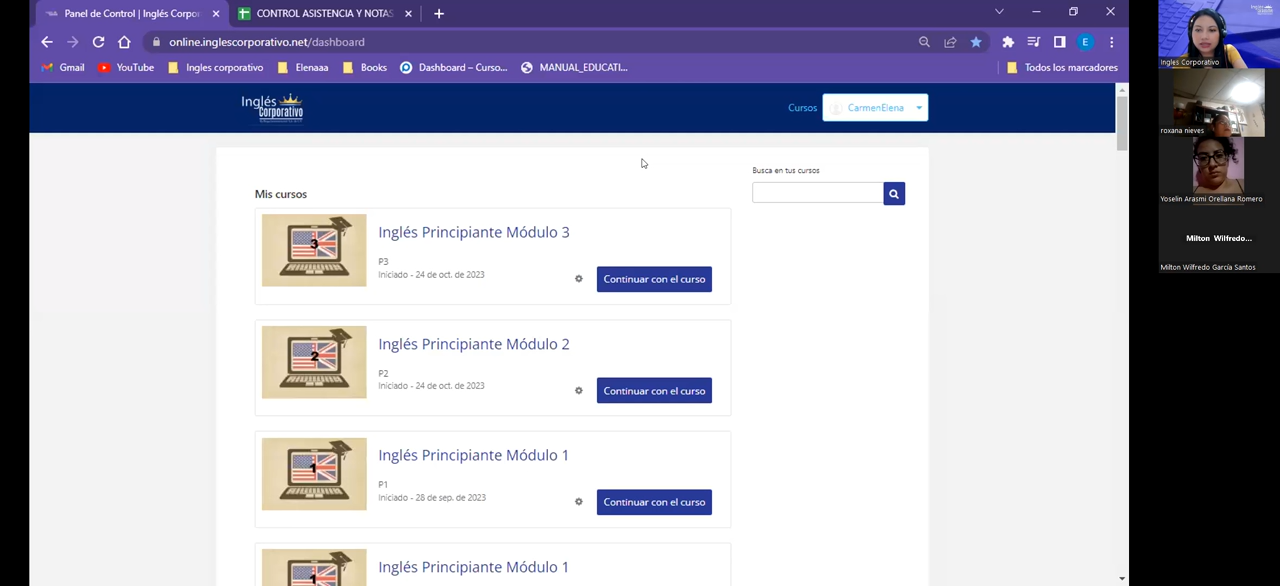 Panel de Control | Inglés Corpo
CONTROL ASISTENCIA Y NOTAS
online.inglescorporativo.net/dashboard
E
Gmail
YouTube
Ingles corporativo
Elenaaa
Books
Dashboard – Curso...
MANUAL_EDUCATI...
Todos los marcadores
Inglés
Corporativo
Cursos
CarmenElena
Busca en tus cursos
Mis cursos
3
Inglés Principiante Módulo 3
P3
Iniciado - 24 de oct. de 2023
Continuar con el curso
2
Inglés Principiante Módulo 2
P2
Iniciado - 24 de oct. de 2023
Continuar con el curso
1
Inglés Principiante Módulo 1
P1
Iniciado - 28 de sep. de 2023
Continuar con el curso
1
Inglés Principiante Módulo 1
Ingles Corporativo
roxana nieves
Yoselin Arasmi Orellana Romero
Milton Wilfredo...
Milton Wilfredo García Santos